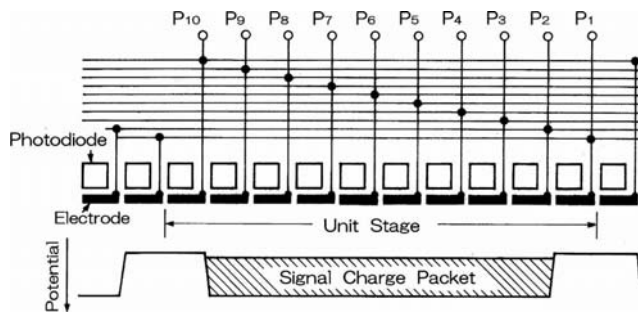 P10 P9 P8 P7 P6 P5 P4 P3 P2 P1
Photodiode
Electrode
Unit Stage
Potential
Signal Charge Packet